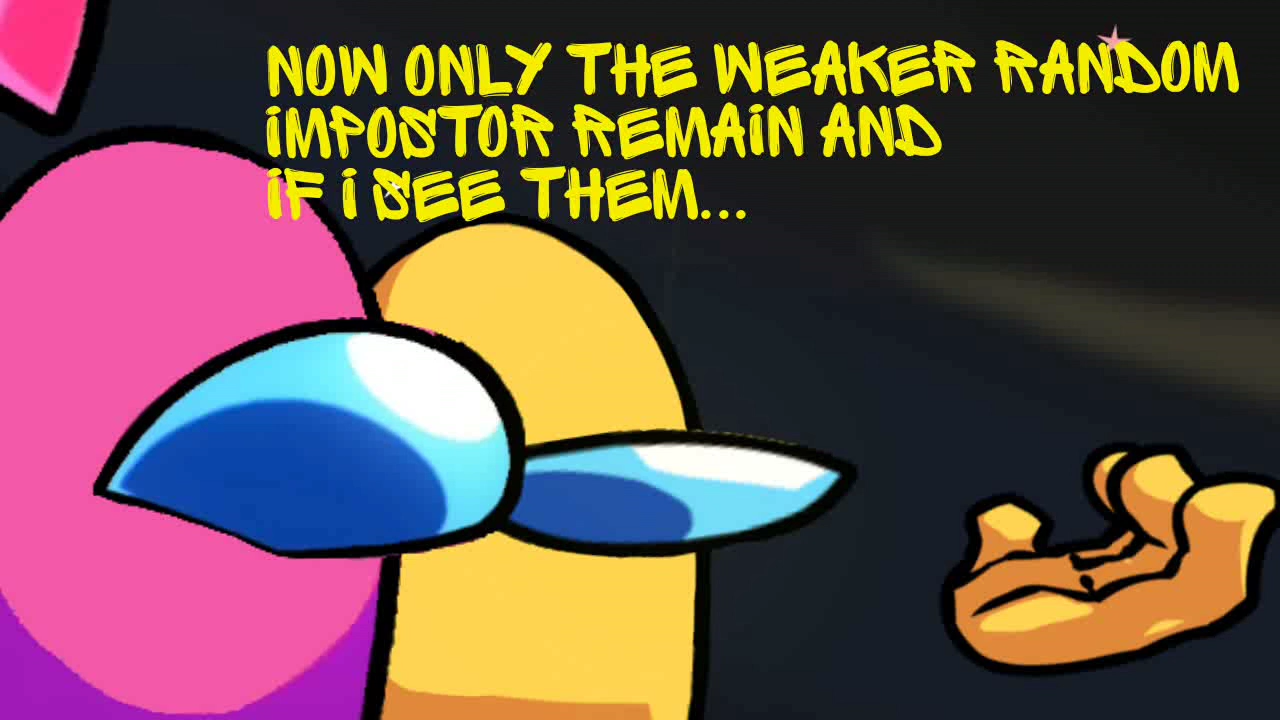 NOW ONLY THE WEAKER RANDOM
IMPOSTOR REMAIN AND
IF I SEE THEM...